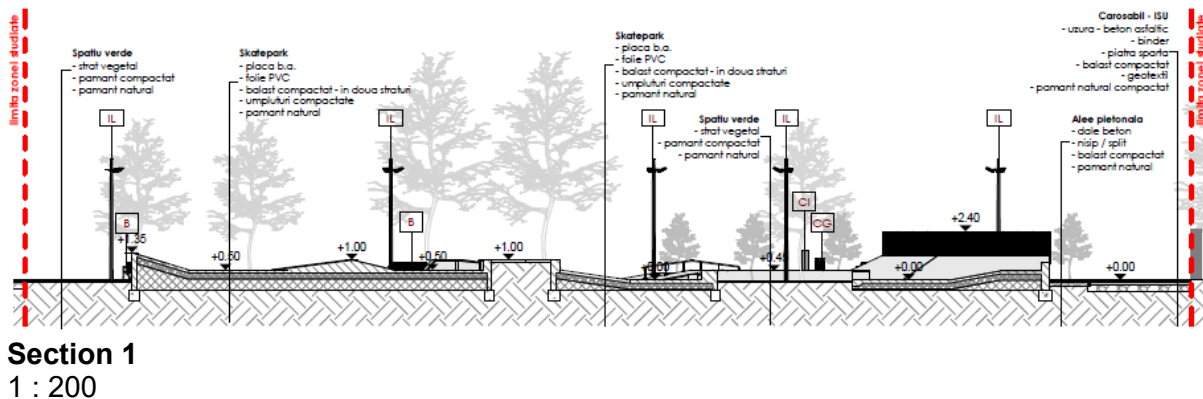 limita zonei studiate
Spatiu verde
- strat vegetal
- pamant compactat
- pamant natural
Skatepark
- placa b.a.
- folie PVC
- balast compactat - in doua straturi
- umpluturi compactate
- pamant natural
Skatepark
- placa b.a.
- folie PVC
- balast compactat - in doua straturi
- umpluturi compactate
- pamant natural
Spatiu verde
- strat vegetal
- pamant compactat
- pamant natural
Carosabil - ISU
- uzura - beton asfaltic
- binder
- piatra sparta
- balast compactat
- geotextil
- pamant natural compactat
Alee pietonala
- dale beton
- nisip / split
- balast compactat
- pamant natural
limita zonei studiate
IL
IL
IL
IL
IL
B
B
CI
CG
+1.35
+0.50
+1.00
+0.50
+1.00
+0.00
+0.45
+2.40
+0.00
+0.00
Section 1
1 : 200